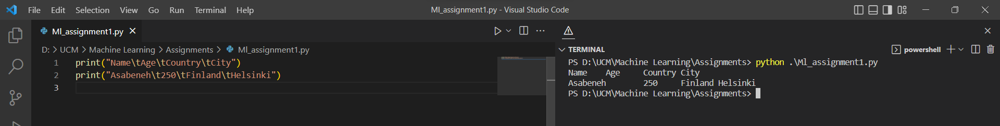 File Edit Selection View Go Run Terminal Help
Ml_assignment1.py - Visual Studio Code
Ml_assignment1.py
D: > UCM > Machine Learning > Assignments > Ml_assignment1.py
1 print("Name\tAge\tCountry\tCity")
2 print("Asabeneh\t250\tFinland\tHelsinki")
3
TERMINAL
powershell
PS D:\UCM\Machine Learning\Assignments> python .\Ml_assignment1.py
Name    Age     Country City
Asabeneh        250     Finland Helsinki
PS D:\UCM\Machine Learning\Assignments>